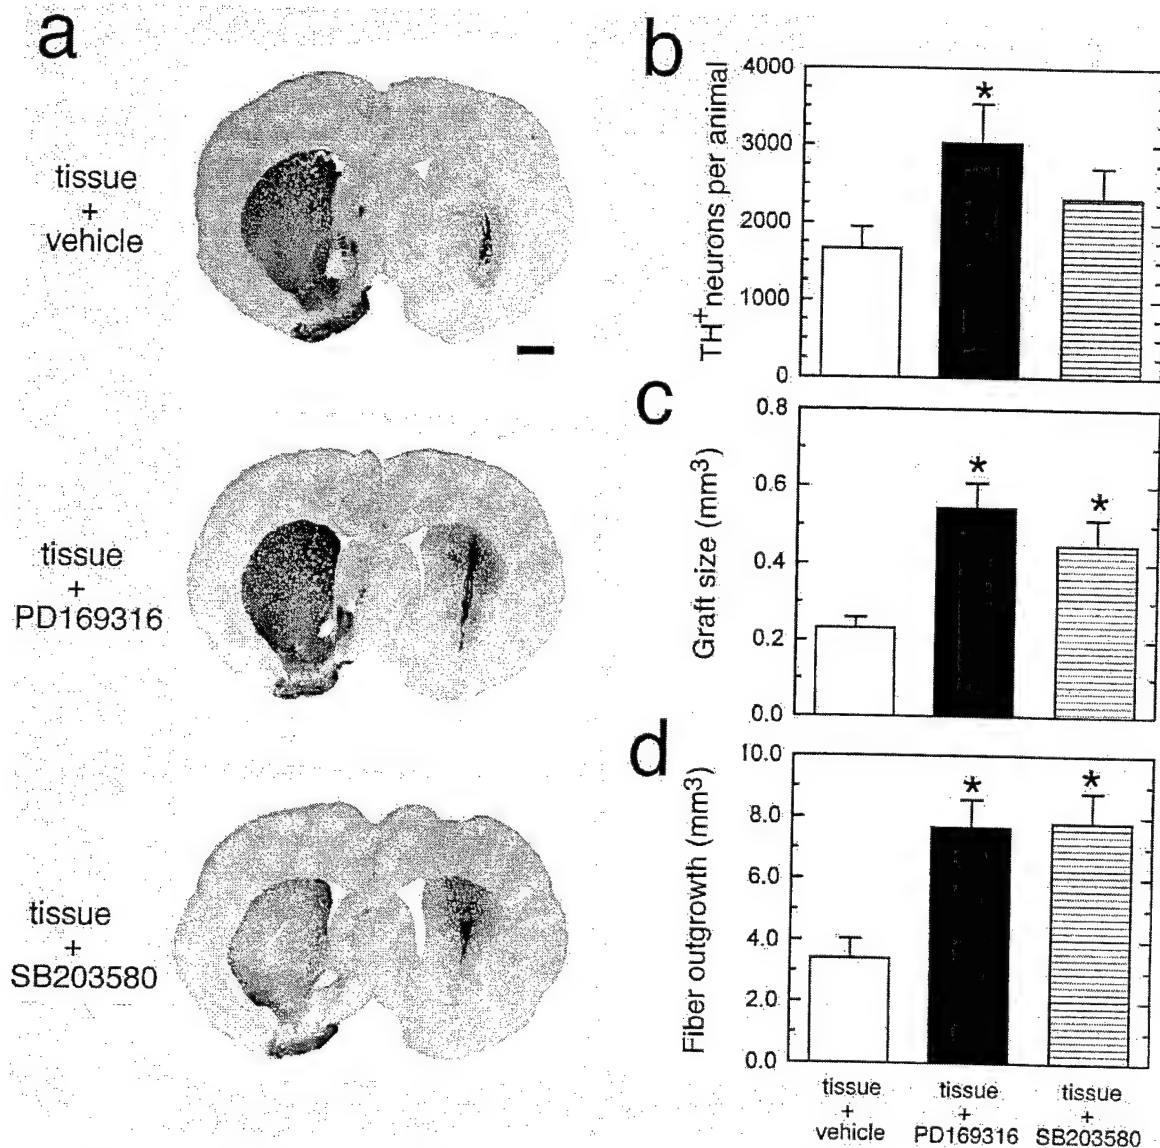 a
tissue
+
vehicle
tissue
+
PD169316
tissue
+
SB203580
b
TH+ neurons per animal
4000
3000
2000
1000
0
*
c
Graft size (mm3)
0.8
0.6
0.4
0.2
0.0
*
*
d
Fiber outgrowth (mm3)
10.0
8.0
6.0
4.0
2.0
0.0
*
*
tissue
+
vehicle
tissue
+
PD169316
tissue
+
SB203580